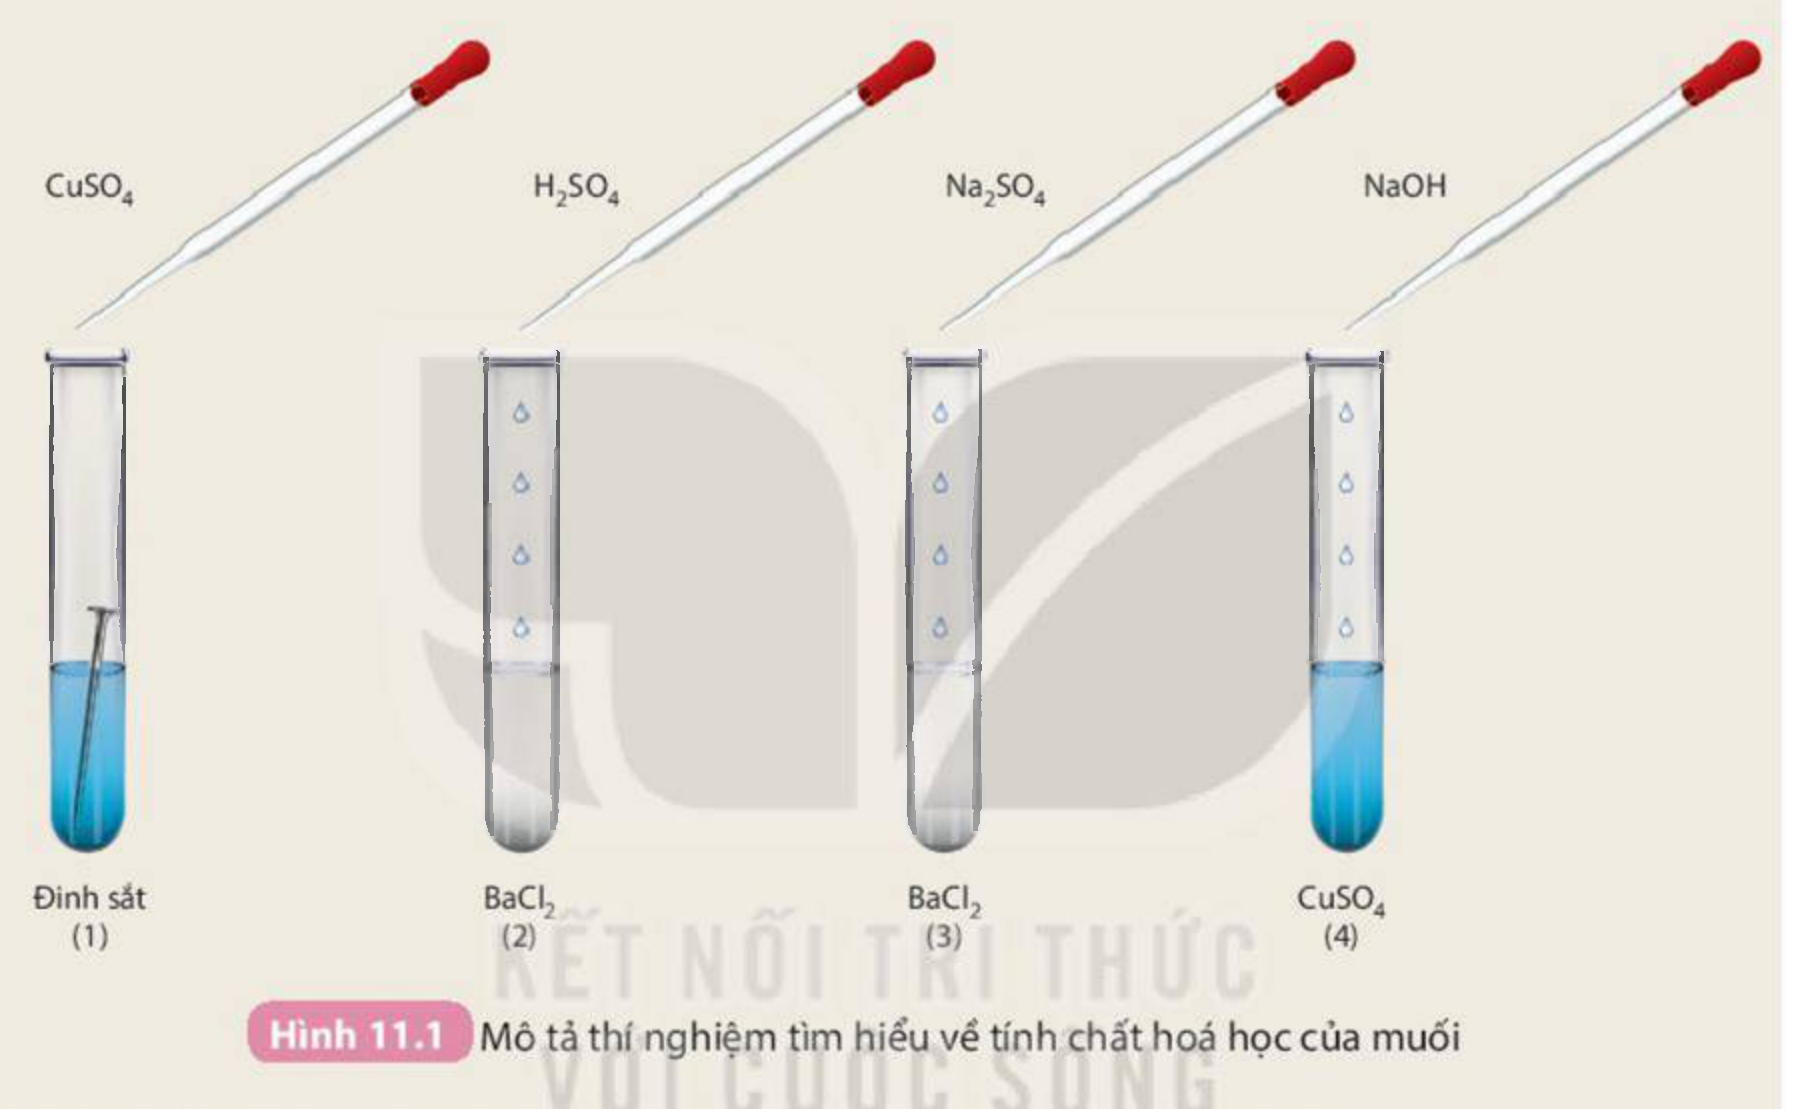 CuSO₄ H₂SO₄ Na₂SO₄ NaOH
Đinh sắt BaCl₂ BaCl₂ CuSO₄
(1) (2) (3) (4)
KẾT NỐI TRI THỨC
Hình 11.1 Mô tả thí nghiệm tìm hiểu về tính chất hoá học của muối
VỚI CUỘC SỐNG